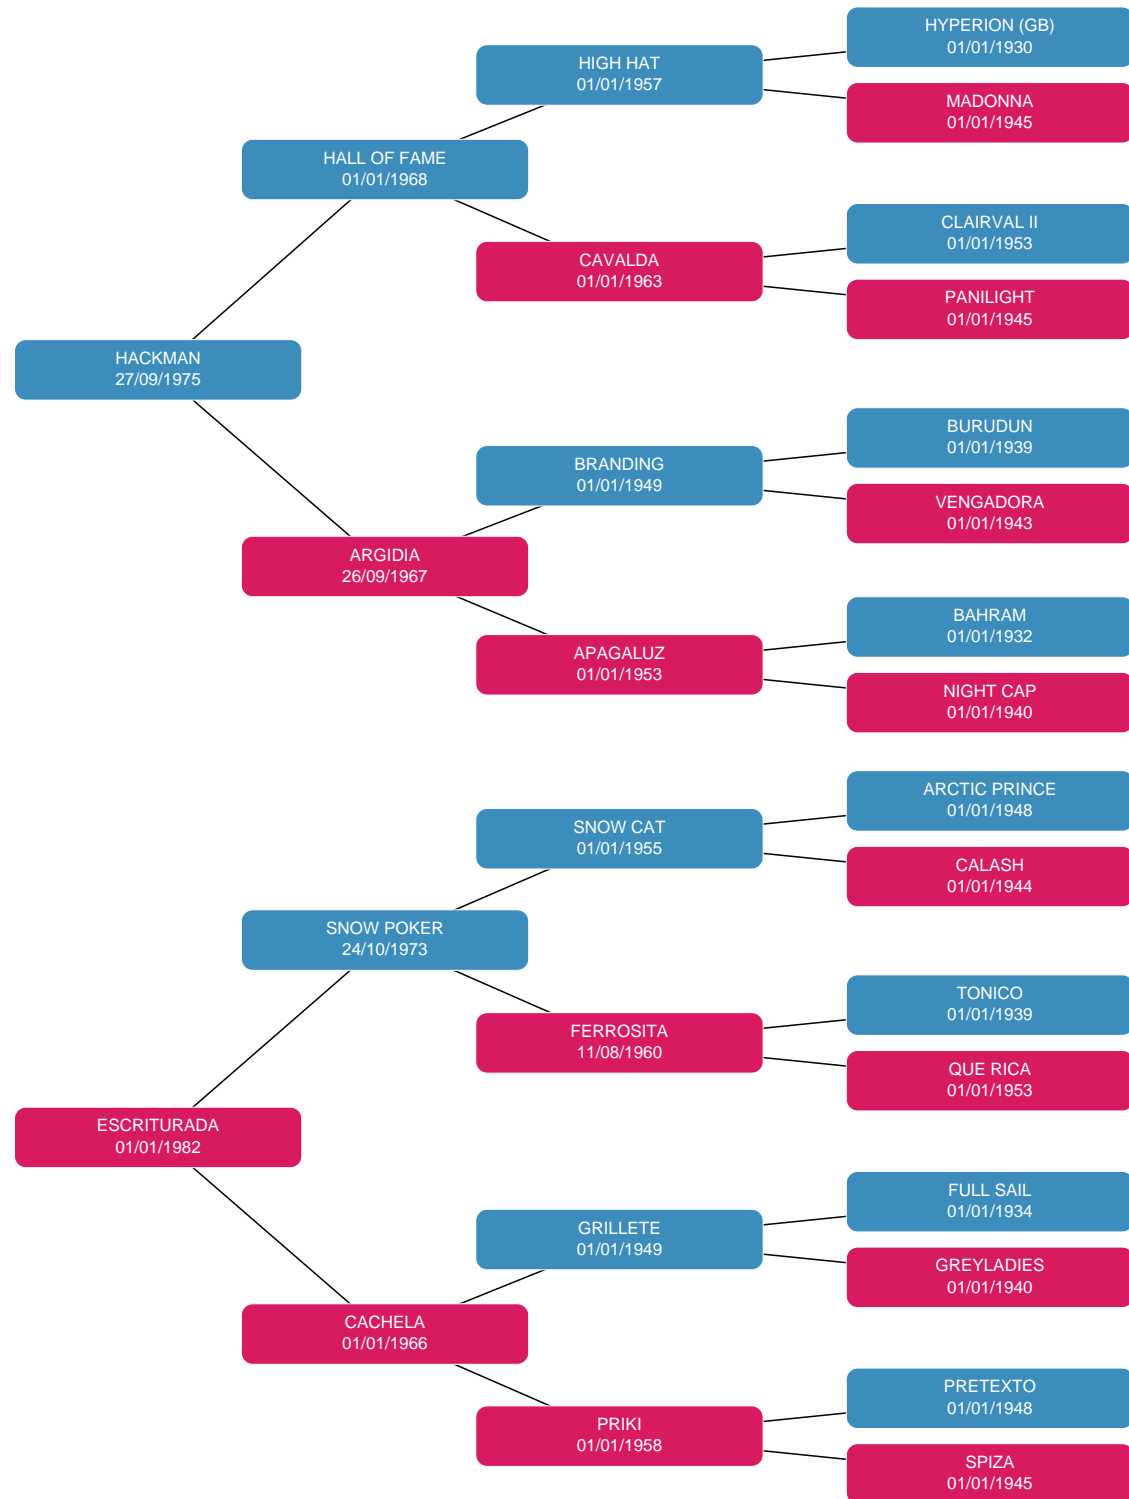 HYPERION (GB)
01/01/1930
HIGH HAT
01/01/1957
MADONNA
01/01/1945
HALL OF FAME
01/01/1968
CLAIRVAL II
01/01/1953
CAVALDA
01/01/1963
PANILIGHT
01/01/1945
HACKMAN
27/09/1975
BURUDUN
01/01/1939
BRANDING
01/01/1949
VENGADORA
01/01/1943
ARGIDIA
26/09/1967
BAHRAM
01/01/1932
APAGALUZ
01/01/1953
NIGHT CAP
01/01/1940
ARCTIC PRINCE
01/01/1948
SNOW CAT
01/01/1955
CALASH
01/01/1944
SNOW POKER
24/10/1973
TONICO
01/01/1939
FERROSITA
11/08/1960
QUE RICA
01/01/1953
ESCRITURADA
01/01/1982
FULL SAIL
01/01/1934
GRILLETE
01/01/1949
GREYLADIES
01/01/1940
CACHELA
01/01/1966
PRETEXTO
01/01/1948
PRIKI
01/01/1958
SPIZA
01/01/1945